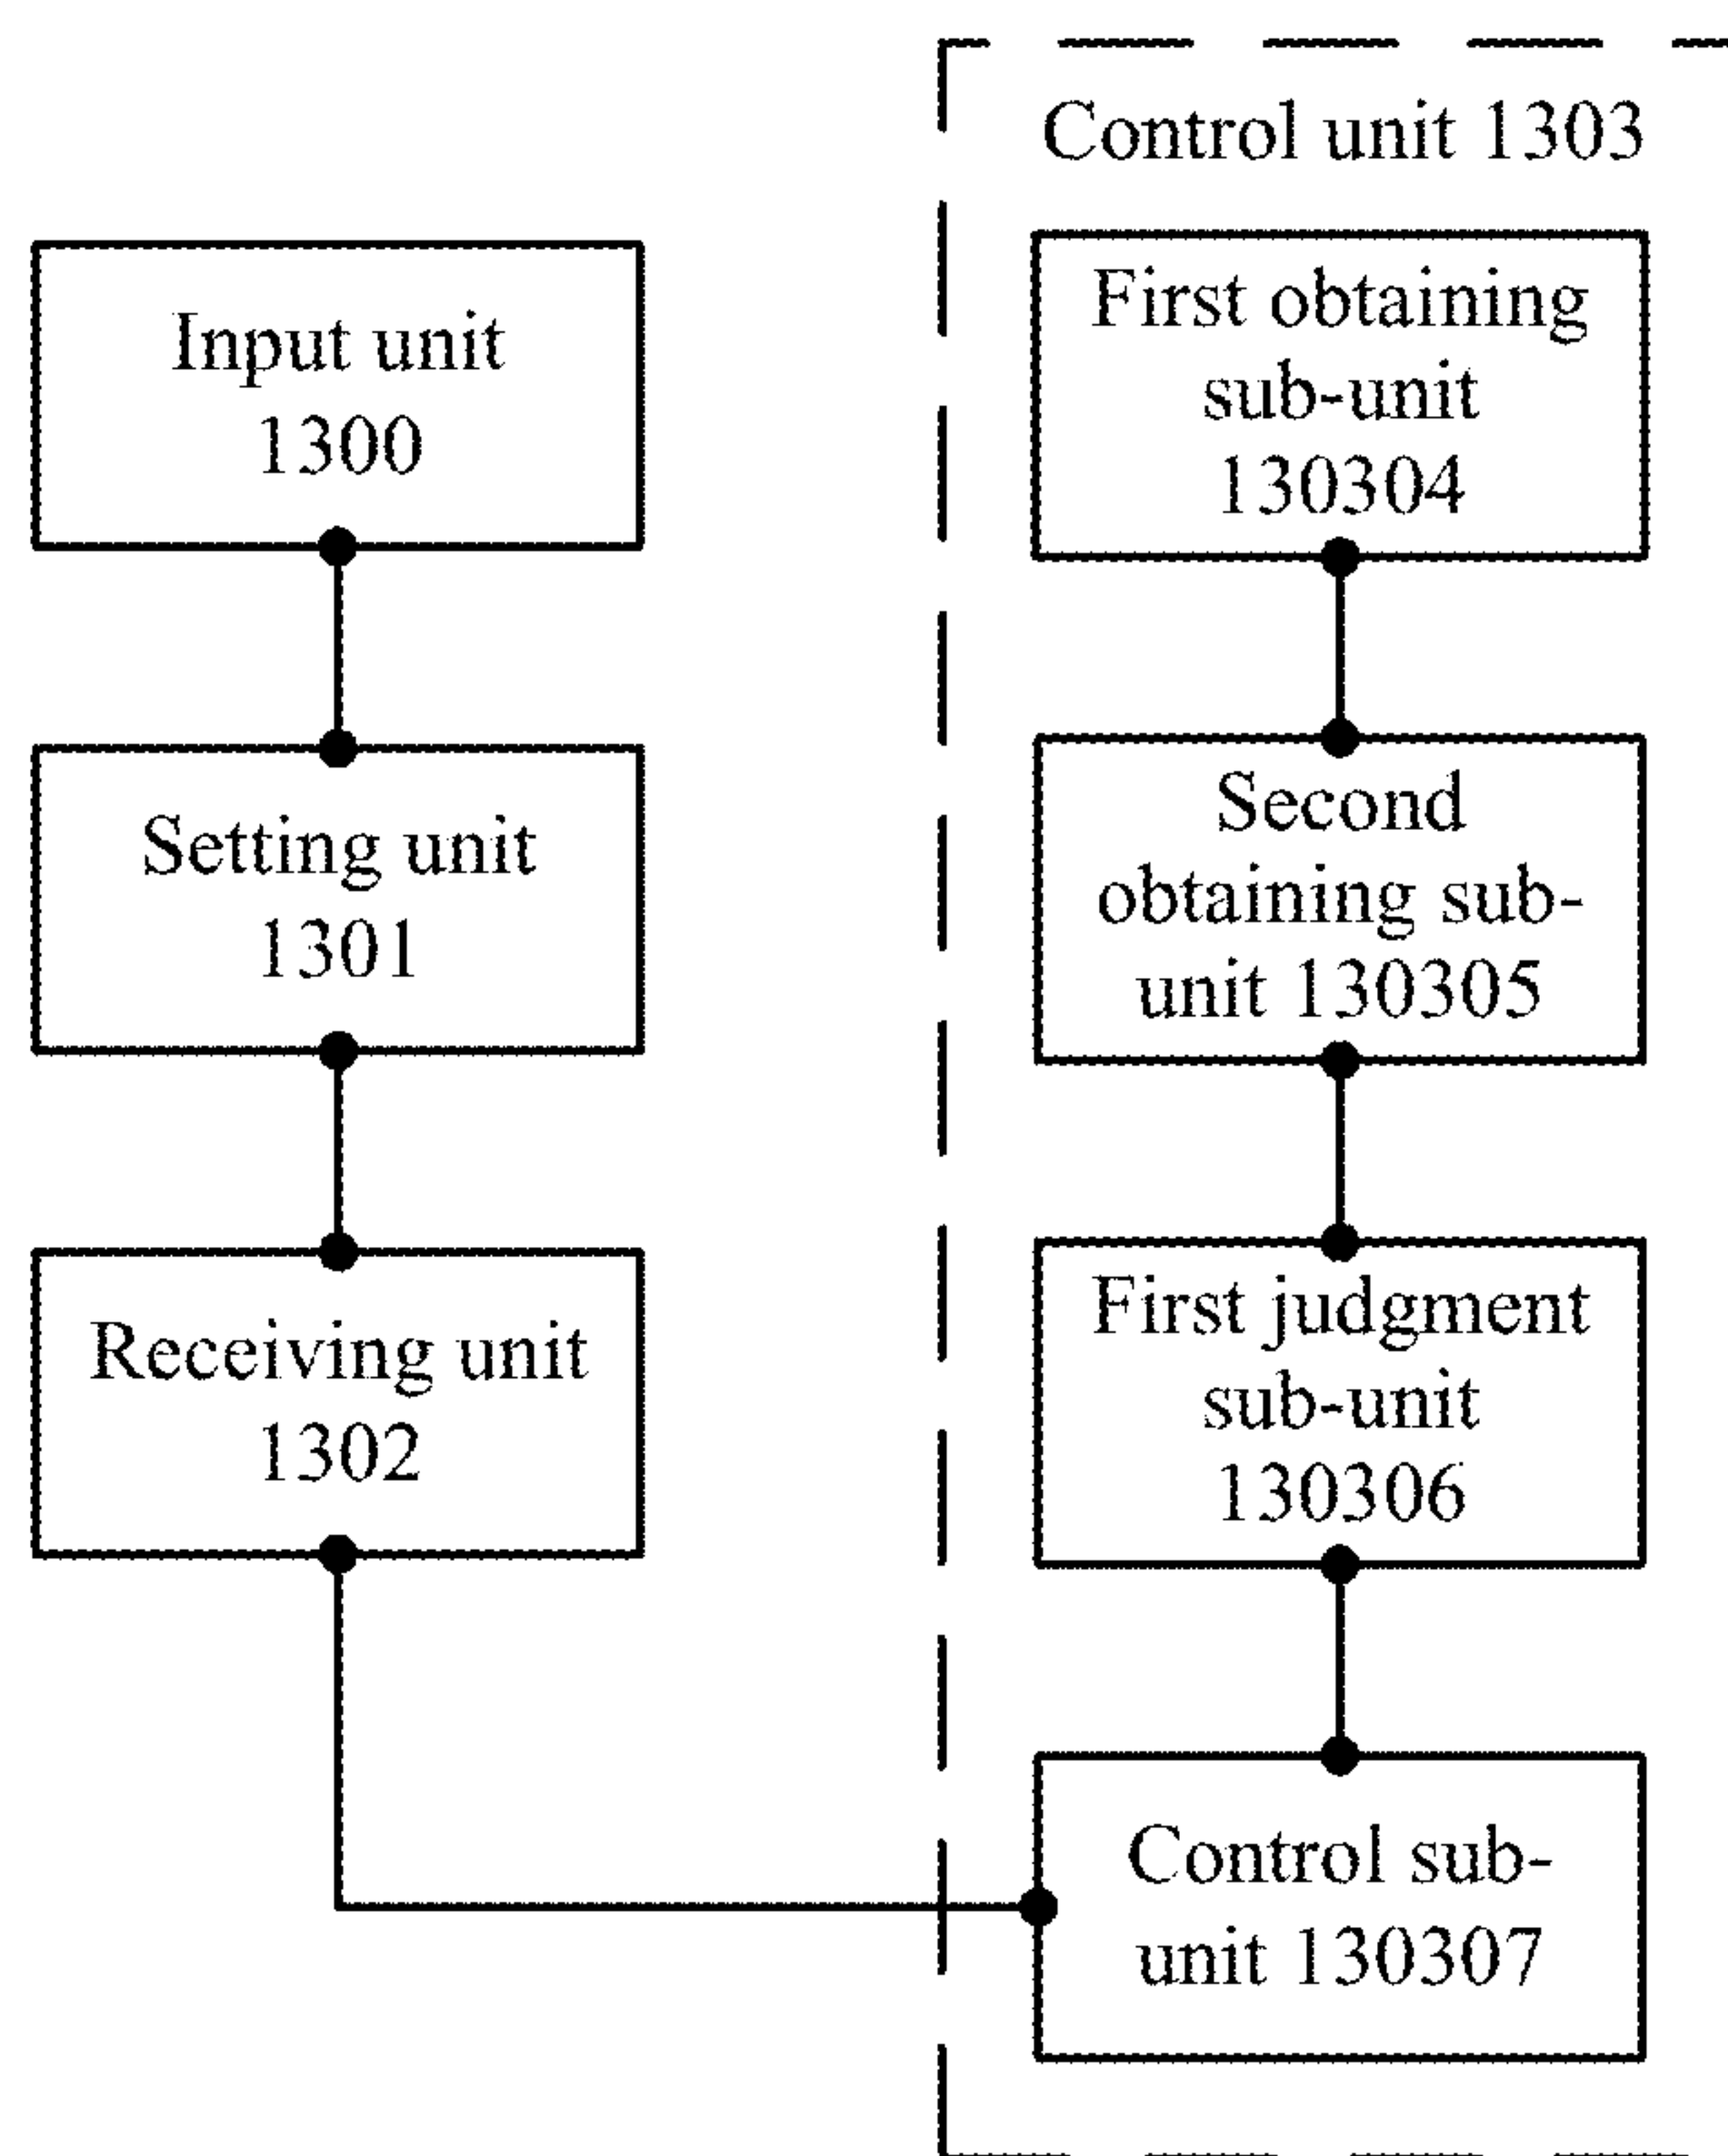 Control unit 1303
Input unit
1300
Setting unit
1301
Receiving unit
1302
First obtaining
sub-unit
130304
Second
obtaining sub-
unit 130305
First judgment
sub-unit
130306
Control sub-
unit 130307